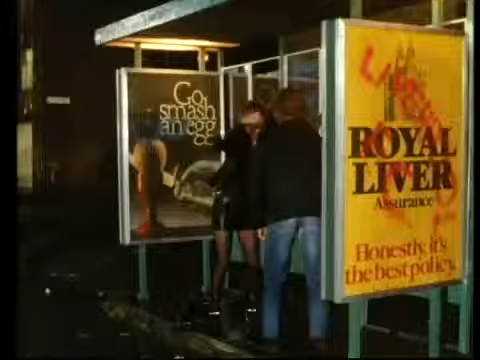 Go
smash
an egg
ROYAL
LIVER
Assurance
Honestly, it's
the best policy.